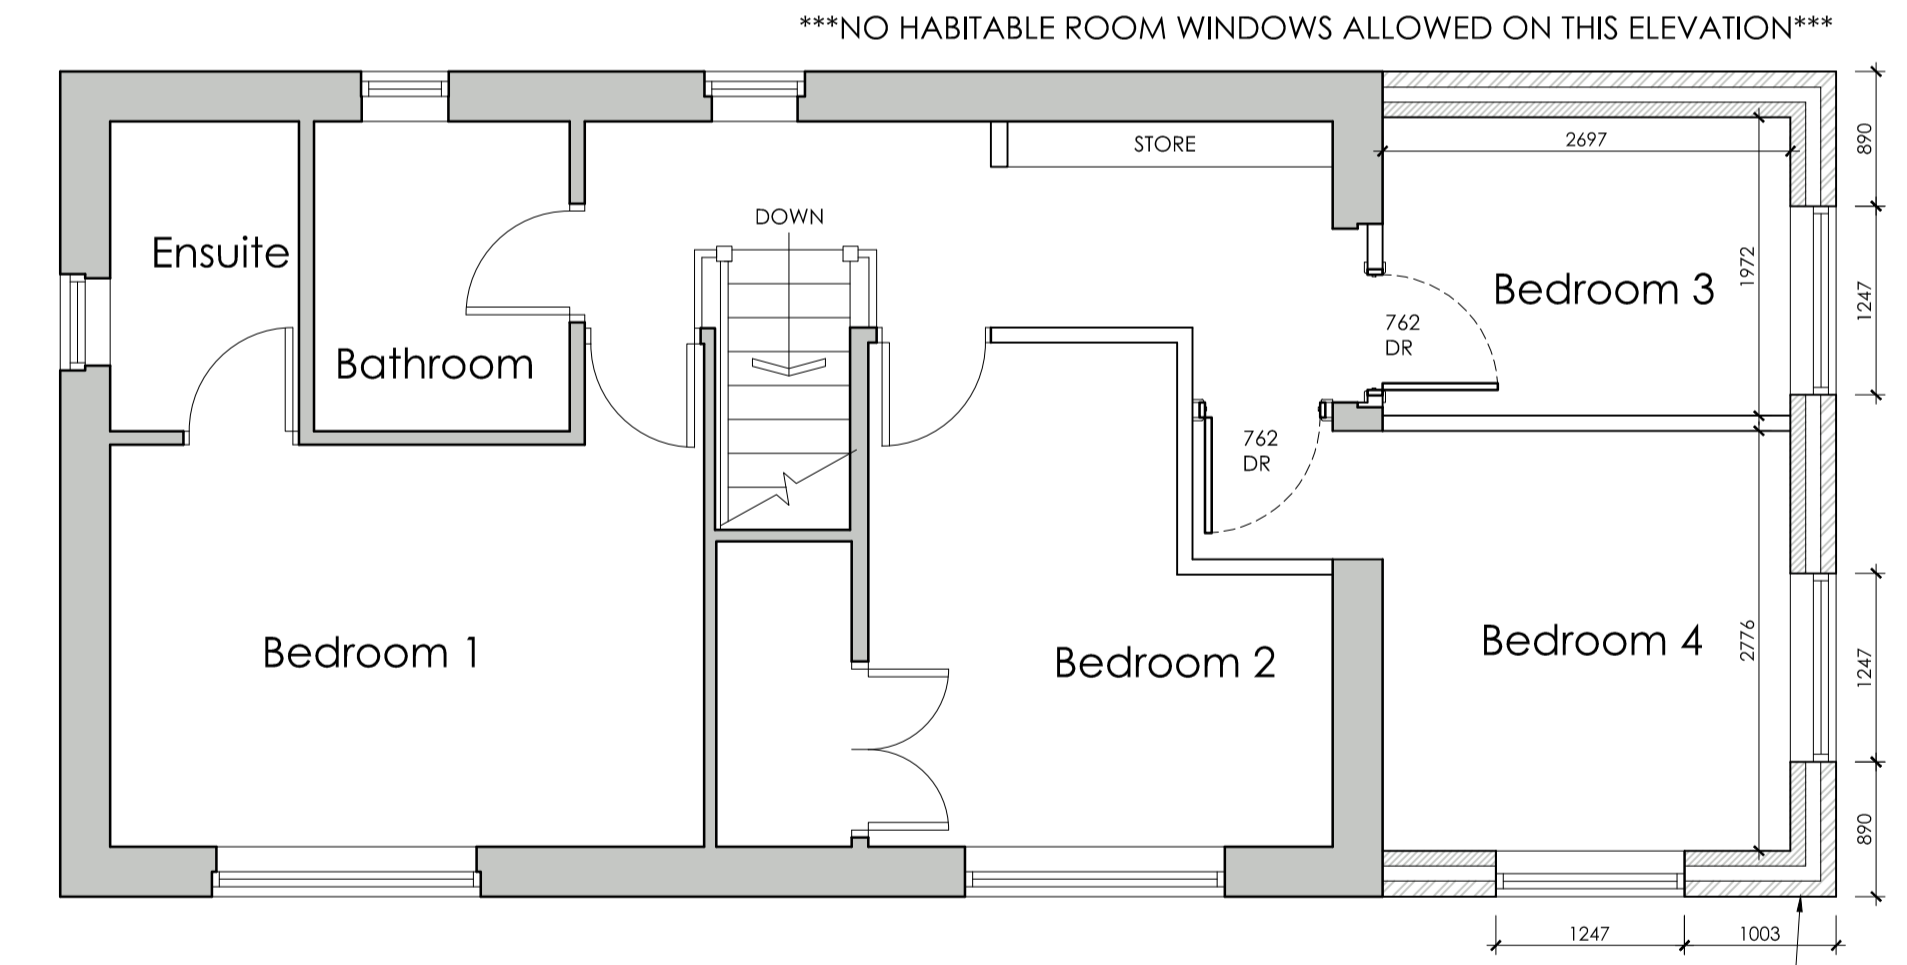 ***NO HABITABLE ROOM WINDOWS ALLOWED ON THIS ELEVATION***
STORE
2697
890
DOWN
Ensuite
1972
Bedroom 3
1247
762
DR
Bathroom
762
DR
Bedroom 1
Bedroom 2
Bedroom 4
2776
1247
890
1247
1003